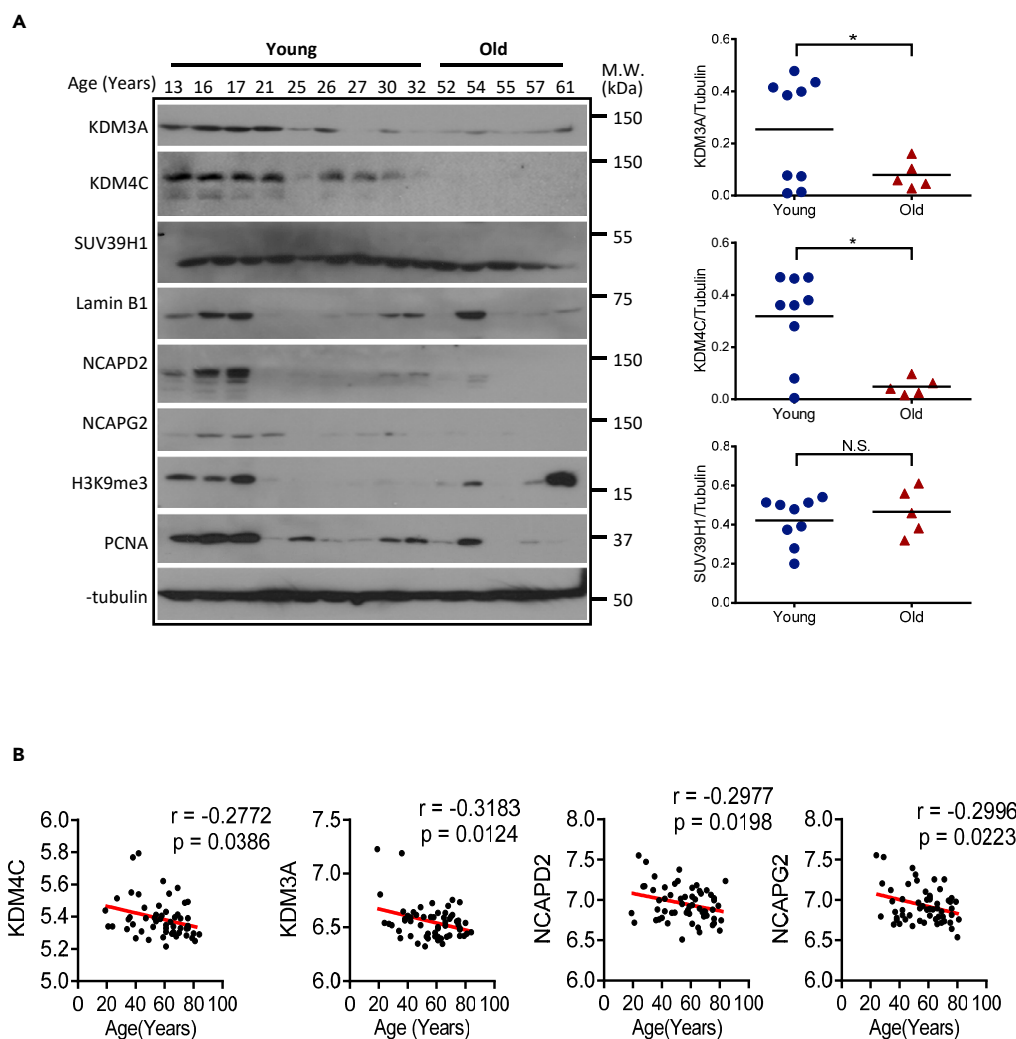 A
Young Old
Age (Years) 13 16 17 21 25 26 27 30 32 52 54 55 57 61 M.W. (kDa)
KDM3A 150
KDM4C 150
SUV39H1 55
Lamin B1 75
NCAPD2 150
NCAPG2 150
H3K9me3 15
PCNA 37
-tubulin 50
KDM3A/Tubulin
0.6
0.4
0.2
0.0
*
Young Old
KDM4C/Tubulin
0.6
0.4
0.2
0.0
*
Young Old
SUV39H1/Tubulin
0.8
0.6
0.4
0.2
0.0
N.S.
Young Old
B
KDM4C
r = -0.2772
p = 0.0386
6.0
5.8
5.6
5.4
5.2
5.0
0 20 40 60 80 100
Age(Years)
KDM3A
r = -0.3183
p = 0.0124
7.5
7.0
6.5
6.0
0 20 40 60 80 100
Age (Years)
NCAPD2
r = -0.2977
p = 0.0198
8.0
7.5
7.0
6.5
6.0
0 20 40 60 80 100
Age(Years)
NCAPG2
r = -0.2996
p = 0.0223
8.0
7.5
7.0
6.5
6.0
0 20 40 60 80 100
Age(Years)